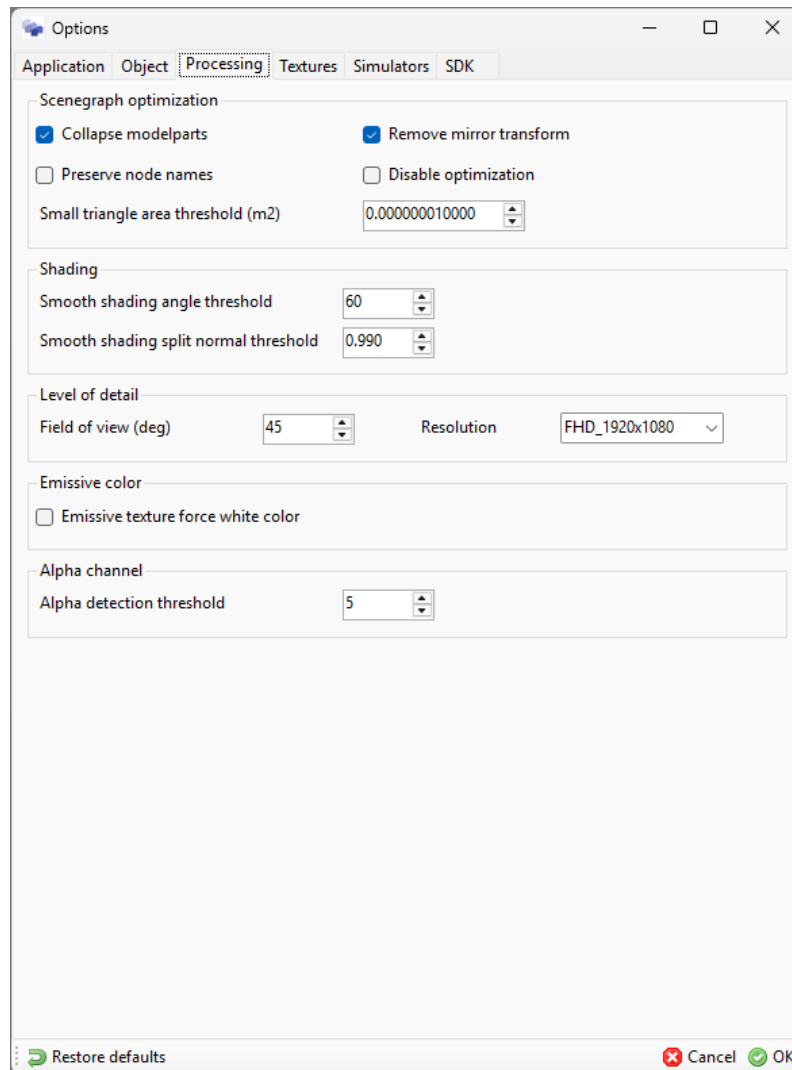 Options
Application Object Processing Textures Simulators SDK
Scenegraph optimization
Collapse modelparts Remove mirror transform
Preserve node names Disable optimization
Small triangle area threshold (m2) 0.000000010000
Shading
Smooth shading angle threshold 60
Smooth shading split normal threshold 0.990
Level of detail
Field of view (deg) 45 Resolution FHD_1920x1080
Emissive color
Emissive texture force white color
Alpha channel
Alpha detection threshold 5
Restore defaults Cancel OK